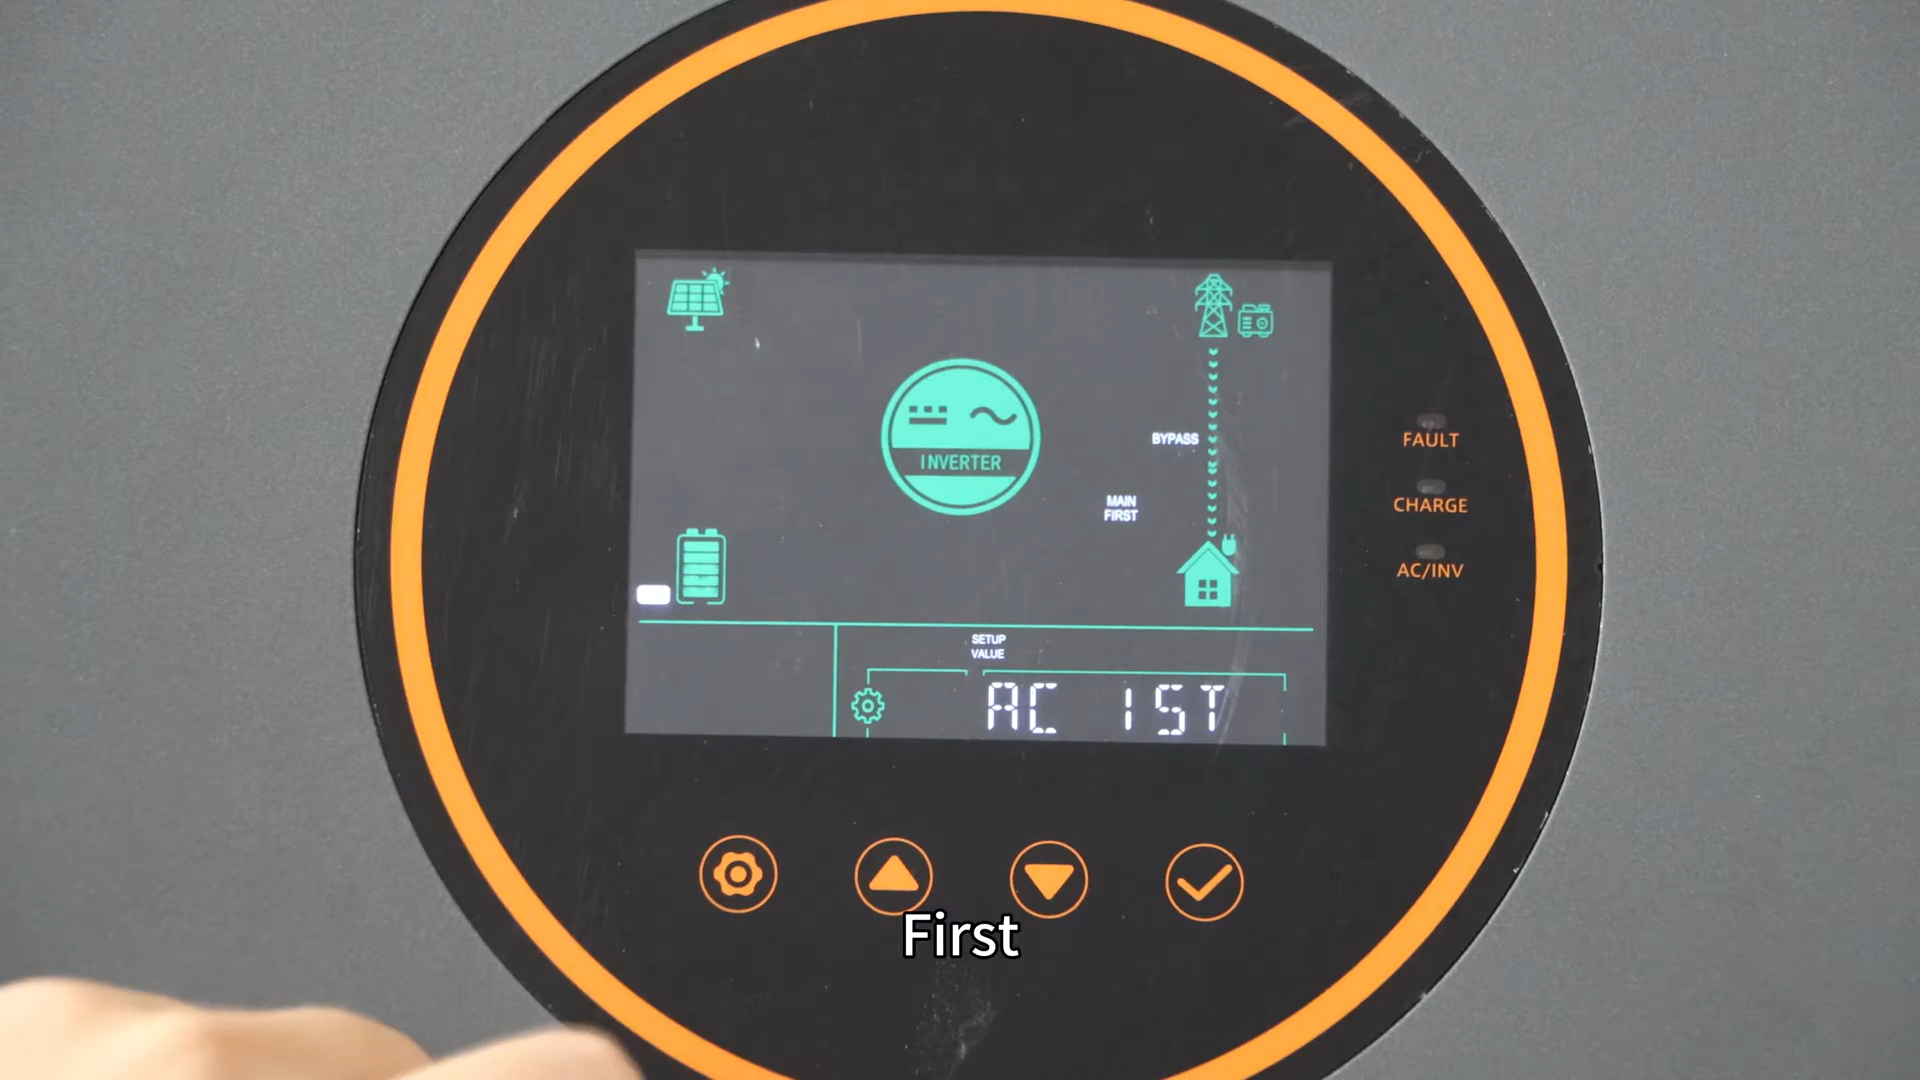 INVERTER
BYPASS
MAIN
FIRST
FAULT
CHARGE
AC/INV
SETUP
VALUE
AC 1ST
First